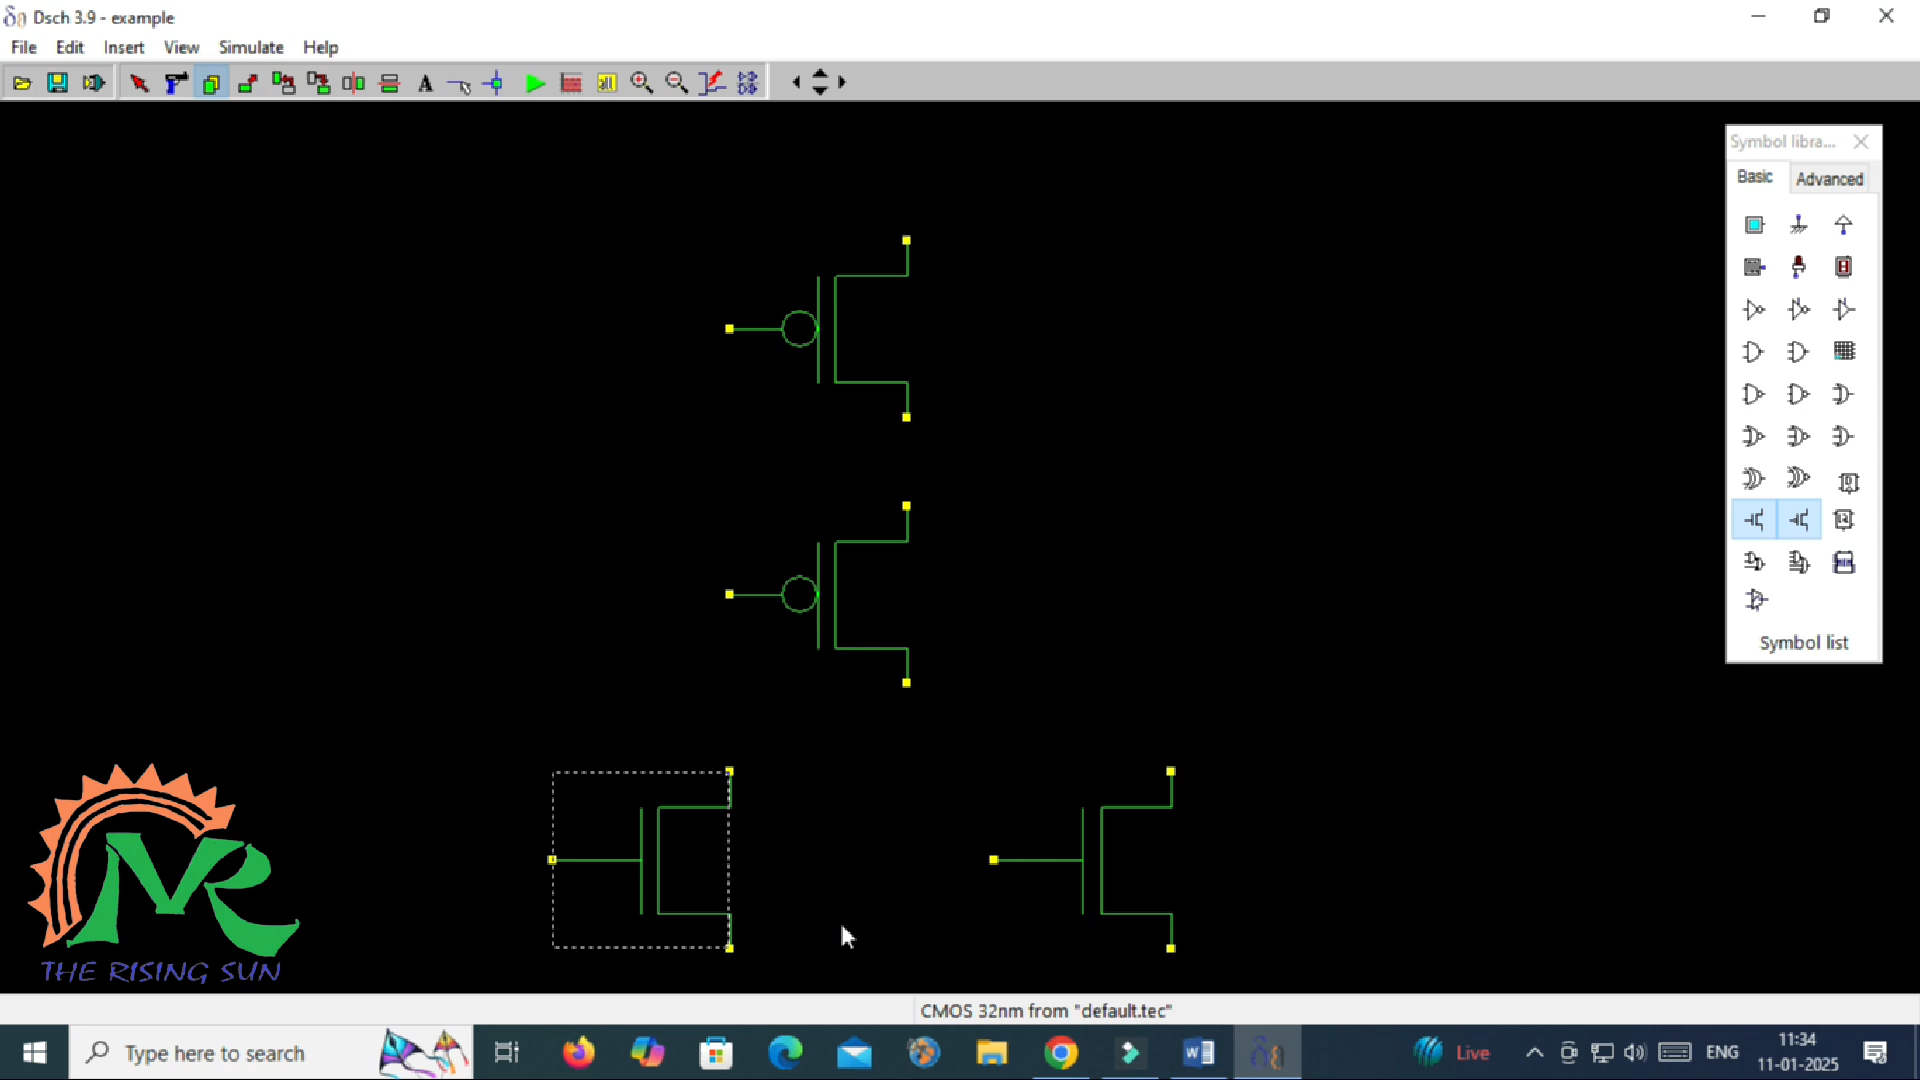 Dsch 3.9 - example
File Edit Insert View Simulate Help
A
Symbol libra...
Basic Advanced
Symbol list
THE RISING SUN
CMOS 32nm from "default.tec"
Type here to search
Live
ENG
11:34
11-01-2025